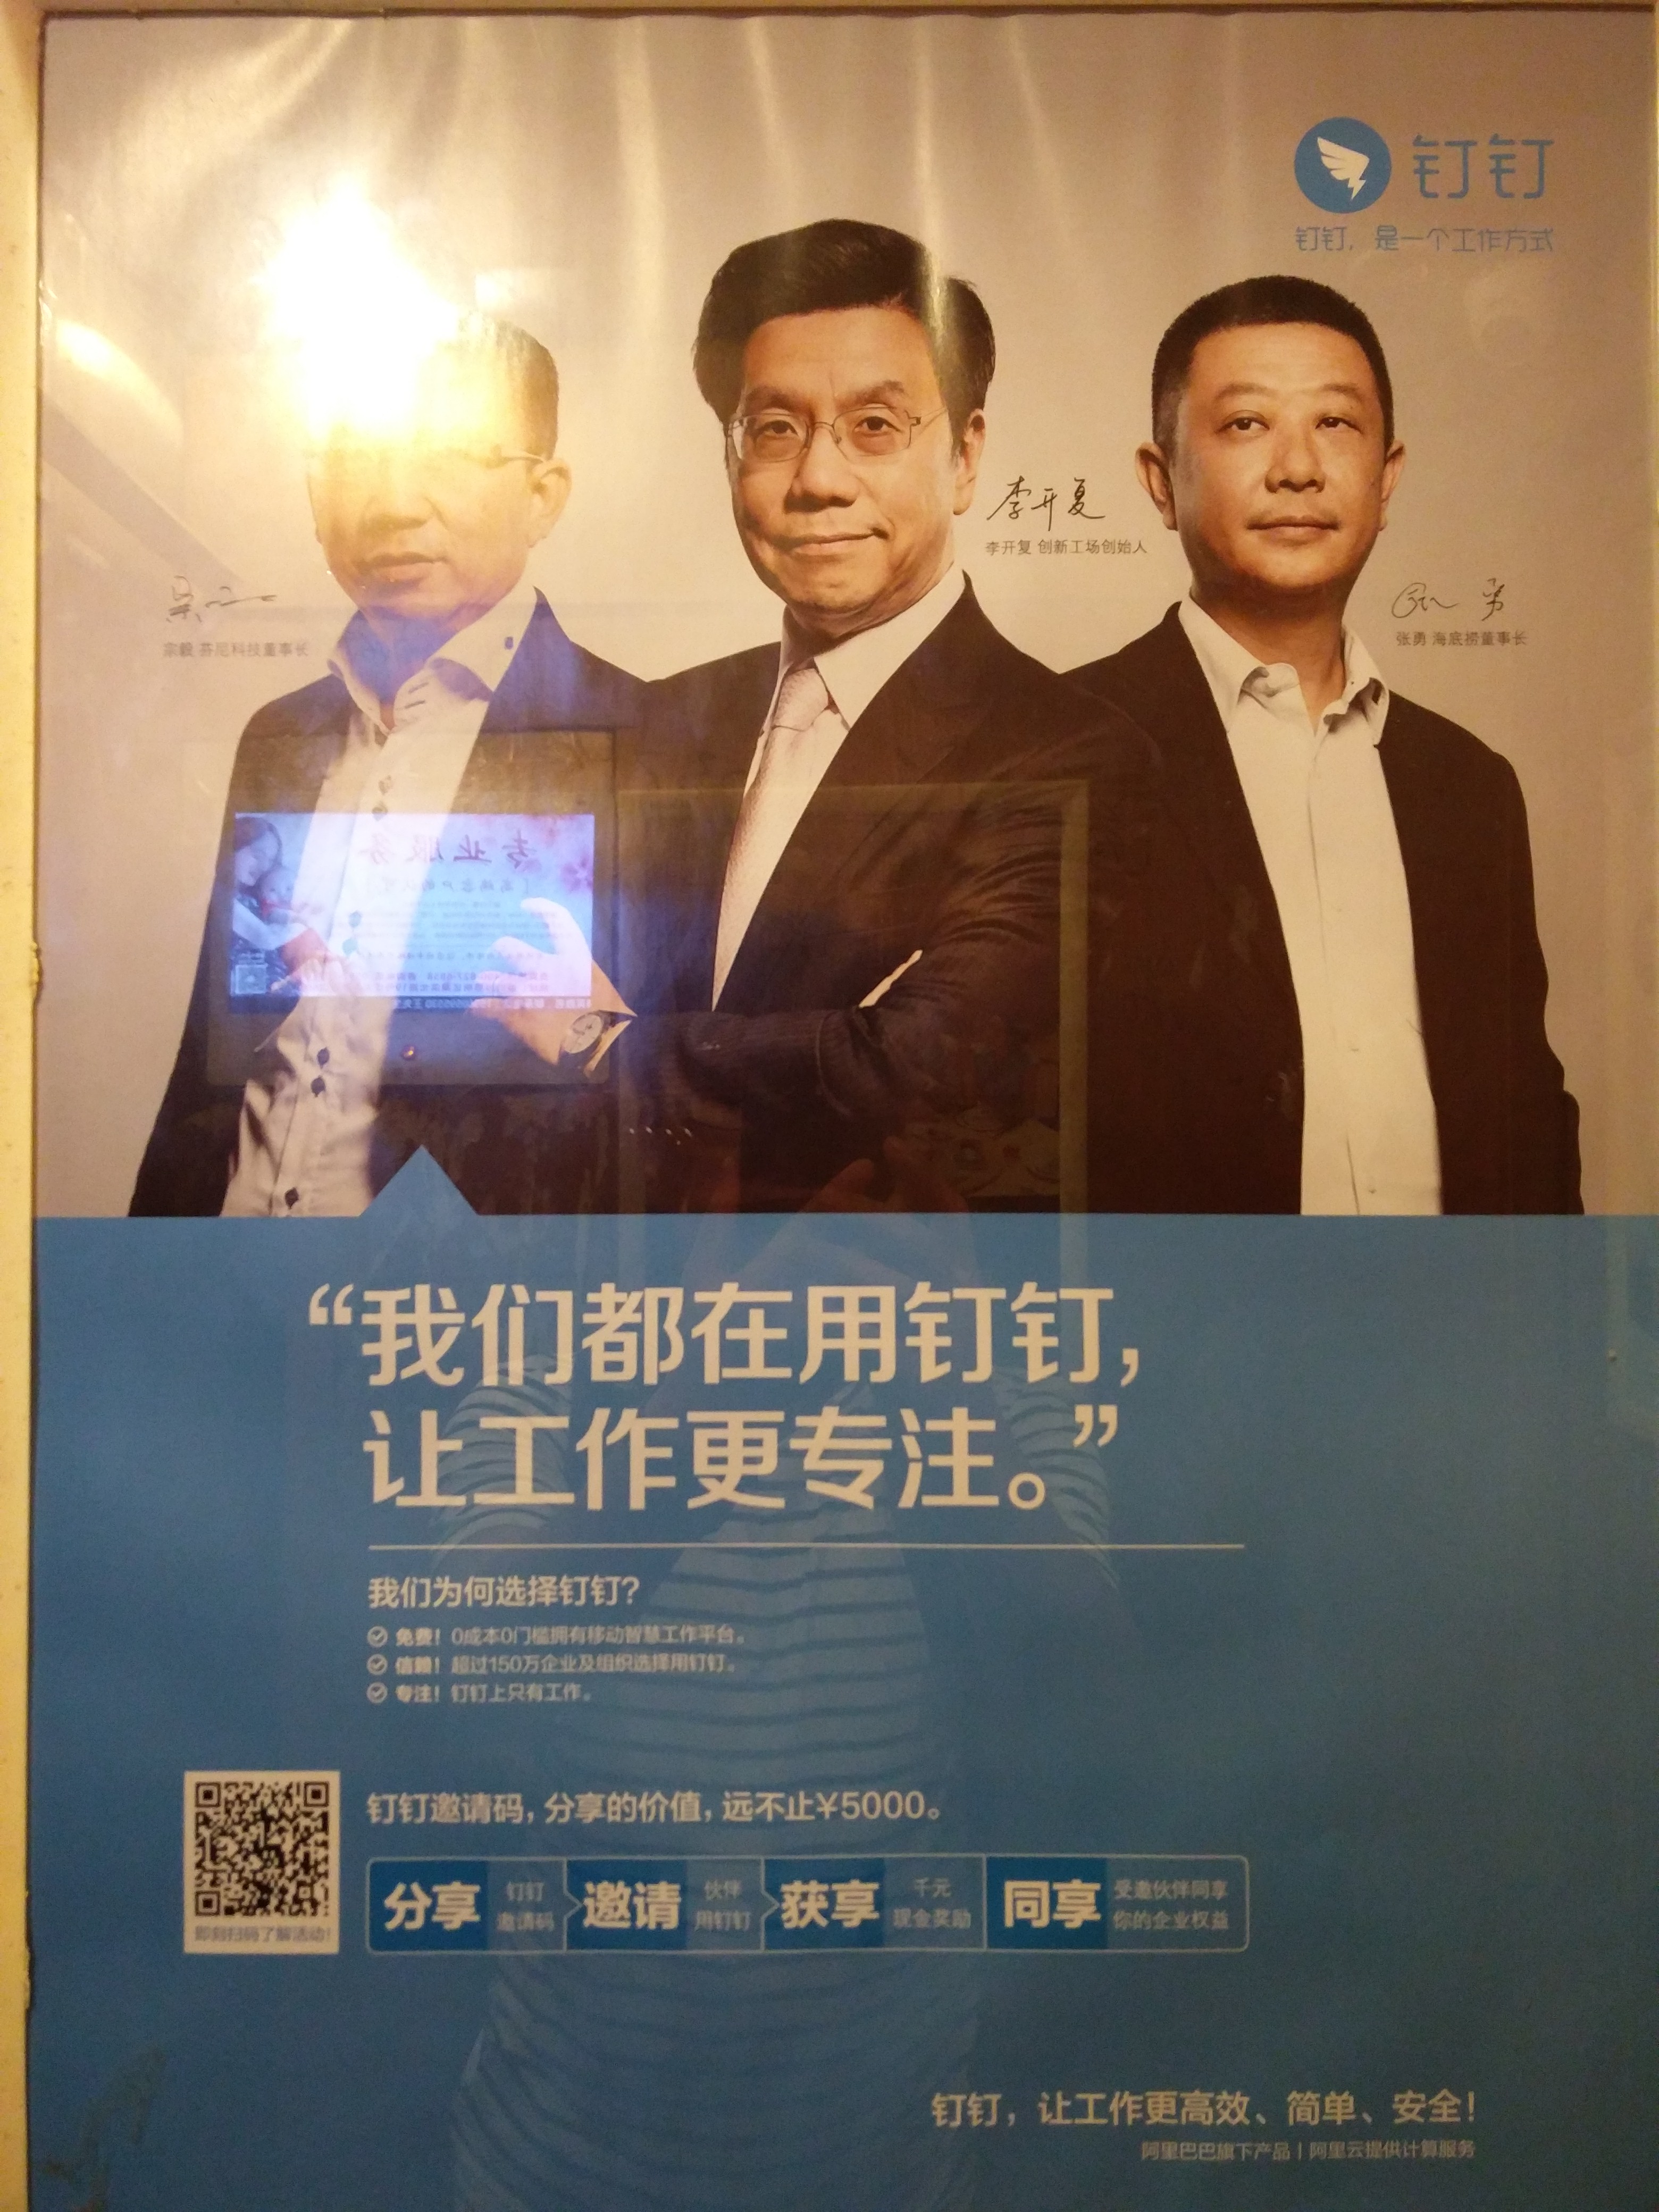 钉钉
钉钉，是一个工作方式
李开复
李开复 创新工场创始人
张勇
张勇 海底捞董事长
宗毅 芬尼科技董事长
“我们都在用钉钉，
让工作更专注。”
我们为何选择钉钉？
免费！0成本0门槛拥有移动智慧工作平台。
信赖！超过150万企业及组织选择用钉钉。
专注！钉钉上只有工作。
钉钉邀请码，分享的价值，远不止¥5000。
分享 钉钉邀请码 邀请 伙伴用钉钉 获享 千元现金奖励 同享 受邀伙伴同享你的企业权益
即刻扫码了解活动！
钉钉，让工作更高效、简单、安全！
阿里巴巴旗下产品丨阿里云提供计算服务
专业服务